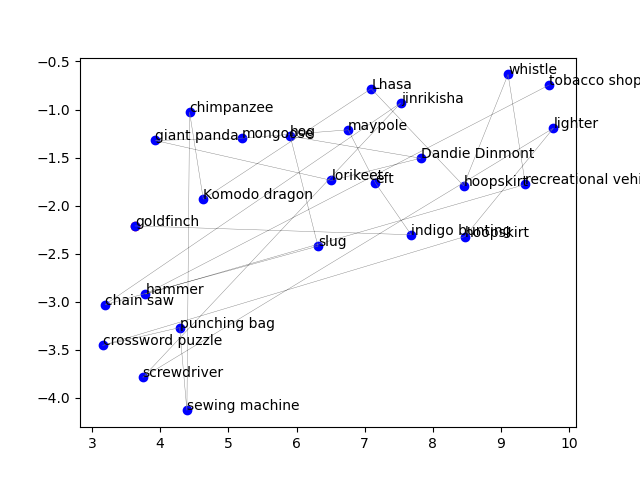 whistle
tobacco shop
Lhasa
jinrikisha
chimpanzee
lighter
maypole
giant panda
mongoose
hog
Dandie Dinmont
lorikeet
eft
hoopskirt
recreational vehi
Komodo dragon
goldfinch
indigo bunting
hoopskirt
slug
hammer
chain saw
punching bag
crossword puzzle
screwdriver
sewing machine
−0.5
−1.0
−1.5
−2.0
−2.5
−3.0
−3.5
−4.0
3 4 5 6 7 8 9 10